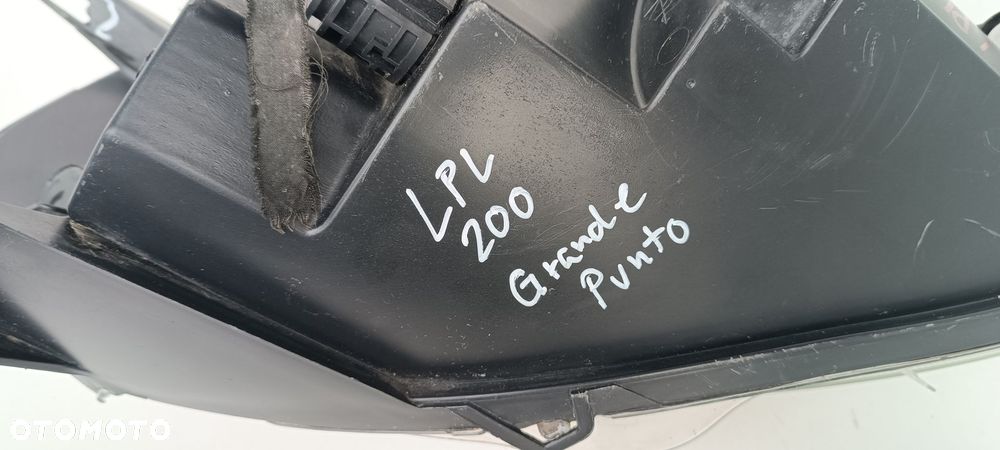 LPL
200
Grande
Punto
OTOMOTO